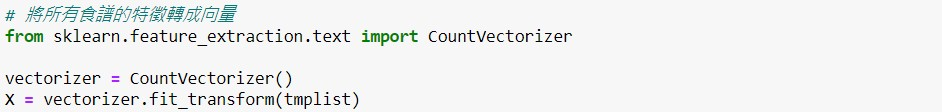 # 將所有食譜的特徵轉成向量
from sklearn.feature_extraction.text import CountVectorizer
vectorizer = CountVectorizer()
X = vectorizer.fit_transform(tmplist)